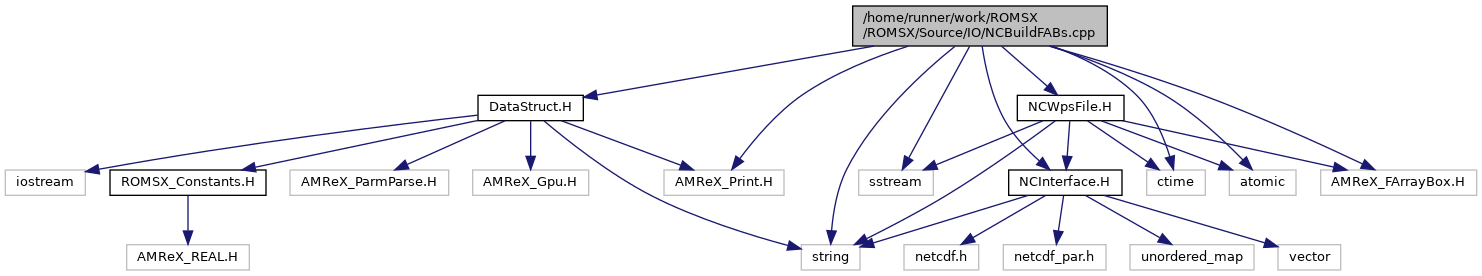 /home/runner/work/ROMSX
/ROMSX/Source/IO/NCBuildFABs.cpp
DataStruct.H
NCWpsFile.H
iostream
ROMSX_Constants.H
AMReX_ParmParse.H
AMReX_Gpu.H
AMReX_Print.H
sstream
NCInterface.H
ctime
atomic
AMReX_FArrayBox.H
AMReX_REAL.H
string
netcdf.h
netcdf_par.h
unordered_map
vector